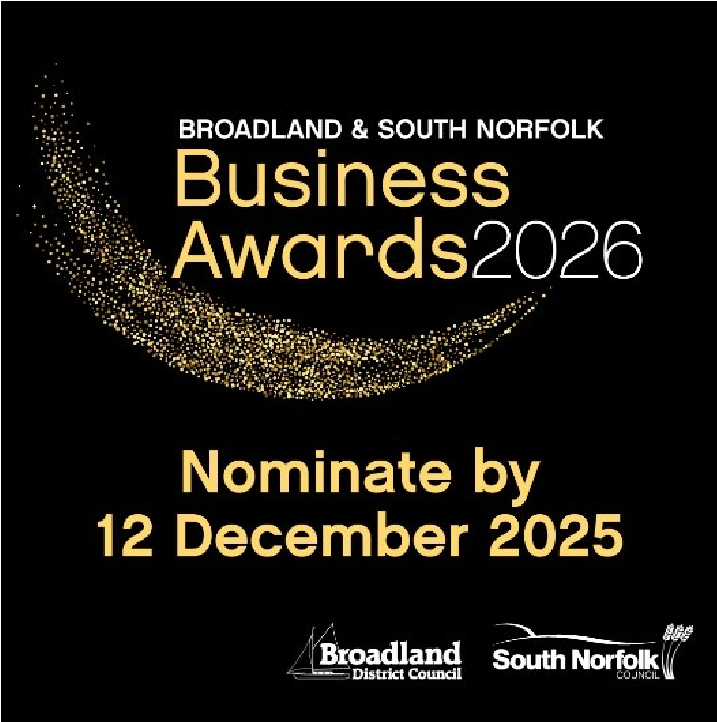 BROADLAND & SOUTH NORFOLK
Business
Awards2026
Nominate by
12 December 2025
Broadland
District Council
South Norfolk
COUNCIL